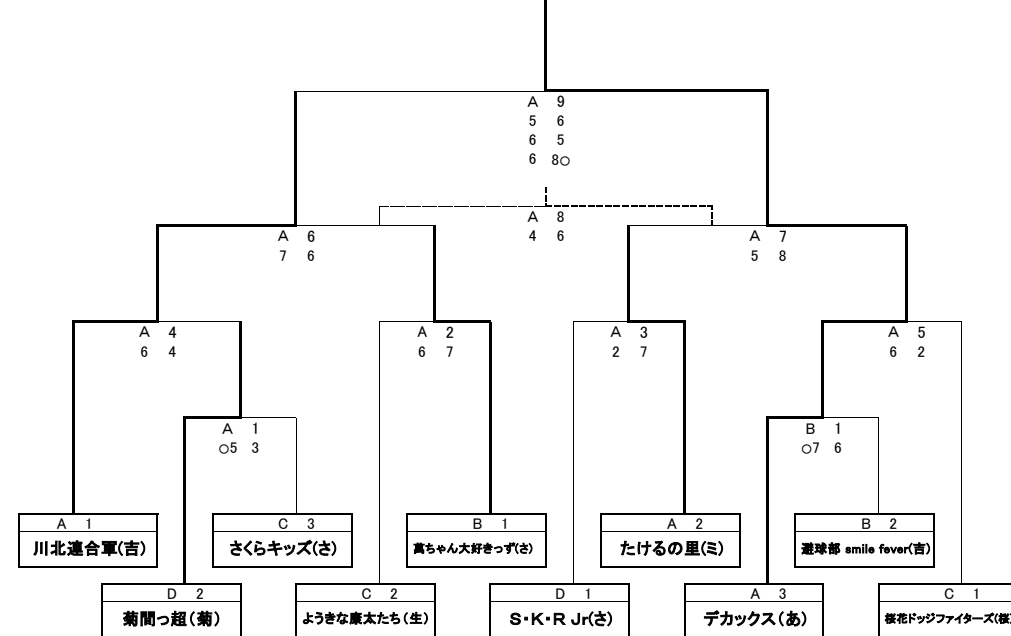 A 9
5 6
6 5
6 8○
A 8
4 6
A 6
7 6
A 7
5 8
A 4
6 4
A 2
6 7
A 3
2 7
A 5
6 2
A 1
○5 3
B 1
○7 6
A 1
川北連合軍(吉)
C 3
さくらキッズ(さ)
B 1
萬ちゃん大好きっず(さ)
A 2
たけるの里(ミ)
B 2
避球部 smile fever(吉)
D 2
菊間っ超(菊)
C 2
ようきな康太たち(生)
D 1
S・K・R Jr(さ)
A 3
デカックス(あ)
C 1
桜花ドッジファイターズ(桜)